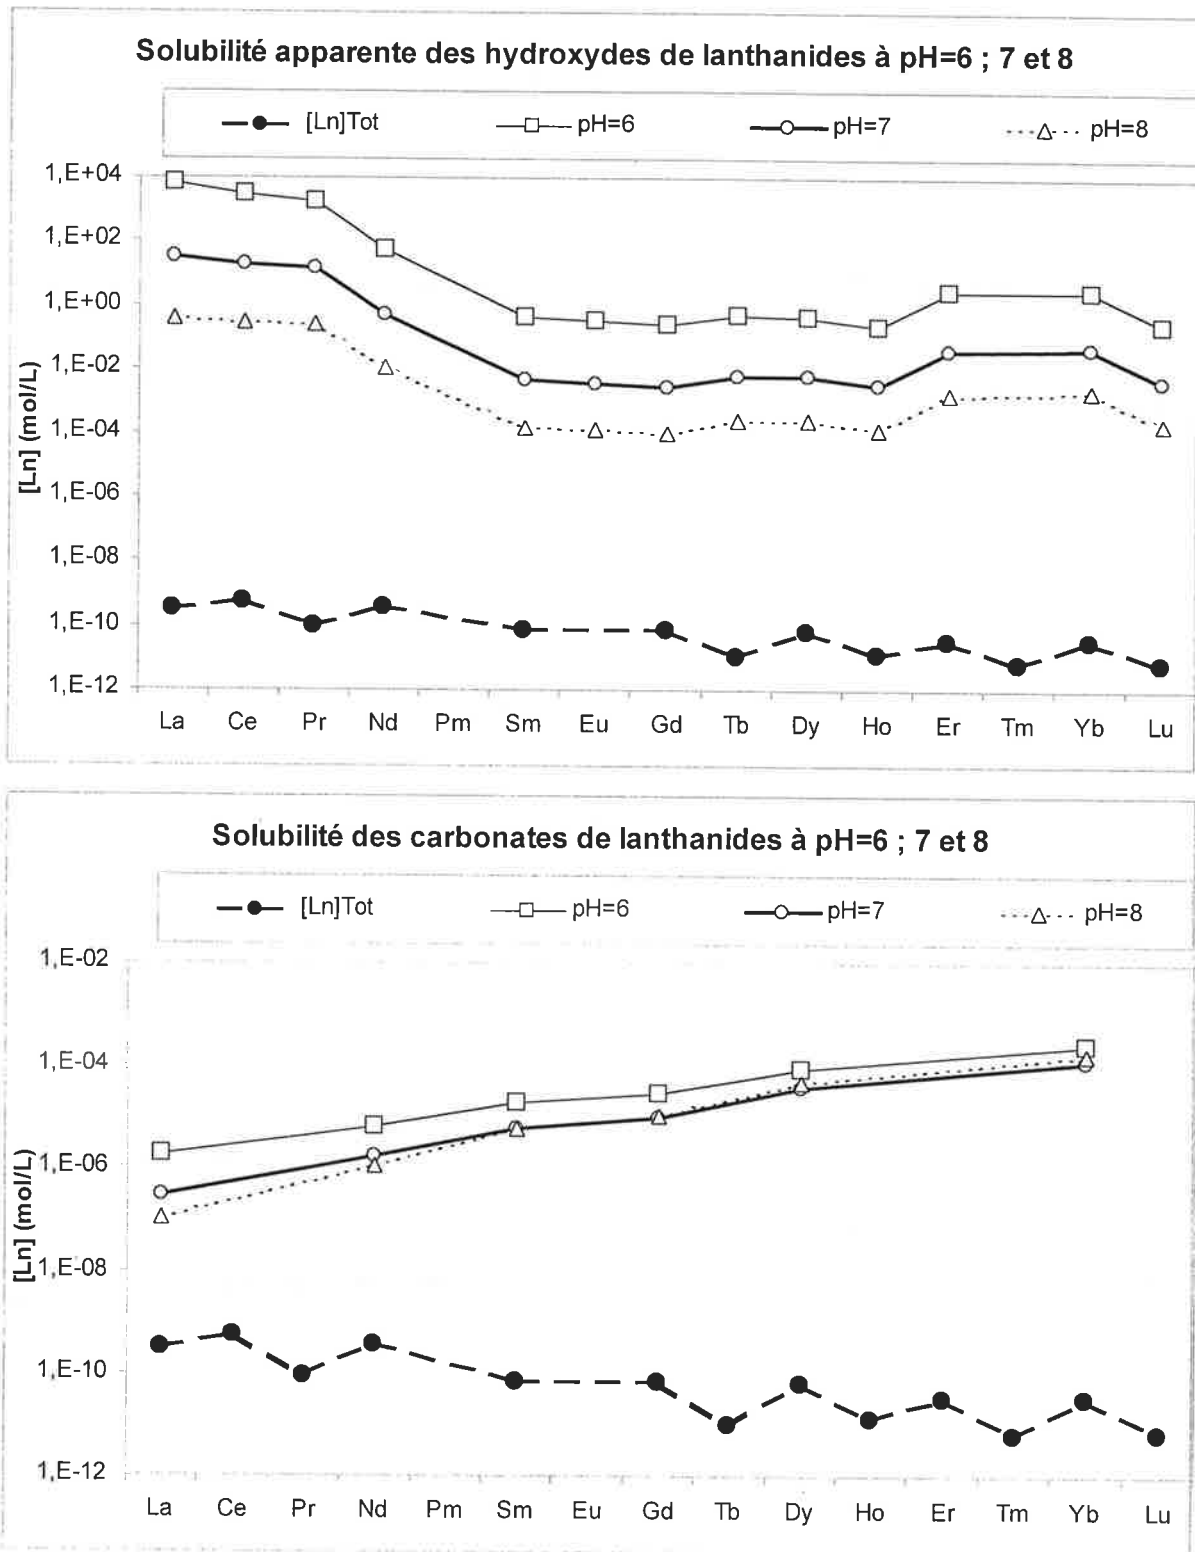 Solubilité apparente des hydroxydes de lanthanides à pH=6 ; 7 et 8
[Ln]Tot pH=6 pH=7 pH=8
1,E+04
1,E+02
1,E+00
1,E-02
1,E-04
1,E-06
1,E-08
1,E-10
1,E-12
[Ln] (mol/L)
La Ce Pr Nd Pm Sm Eu Gd Tb Dy Ho Er Tm Yb Lu
Solubilité des carbonates de lanthanides à pH=6 ; 7 et 8
[Ln]Tot pH=6 pH=7 pH=8
1,E-02
1,E-04
1,E-06
1,E-08
1,E-10
1,E-12
[Ln] (mol/L)
La Ce Pr Nd Pm Sm Eu Gd Tb Dy Ho Er Tm Yb Lu